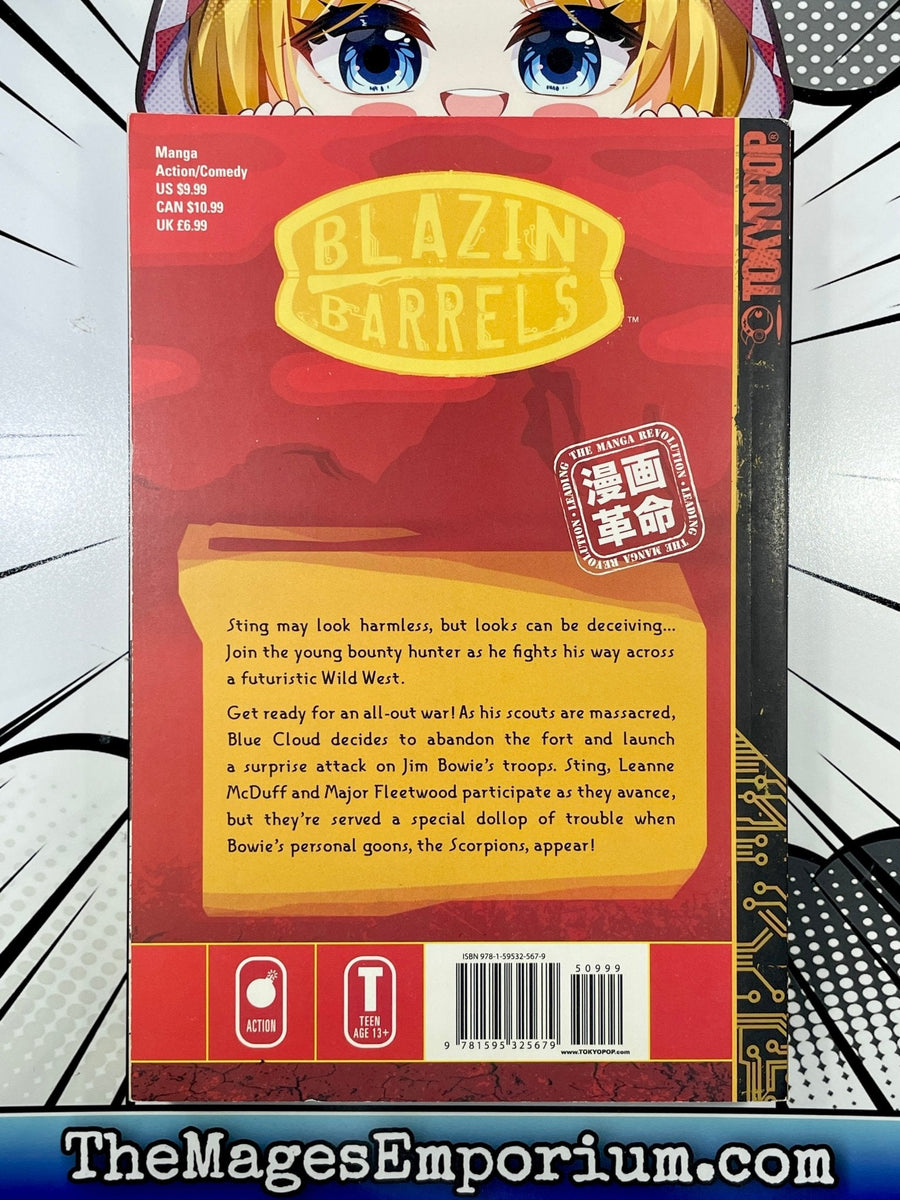 Manga
Action/Comedy
US $9.99
CAN $10.99
UK £6.99
BLAZIN'
BARRELS
™
TOKYOPOP®
THE MANGA REVOLUTION • LEADING
THE MANGA REVOLUTION • LEADING
漫画
革命
Sting may look harmless, but looks can be deceiving...
Join the young bounty hunter as he fights his way across
a futuristic Wild West.
Get ready for an all-out war! As his scouts are massacred,
Blue Cloud decides to abandon the fort and launch
a surprise attack on Jim Bowie's troops. Sting, Leanne
McDuff and Major Fleetwood participate as they avance,
but they're served a special dollop of trouble when
Bowie's personal goons, the Scorpions, appear!
ACTION
T
TEEN
AGE 13+
ISBN 978-1-59532-567-9
50999
9 781595 325679
www.TOKYOPOP.com
TheMagesEmporium.com